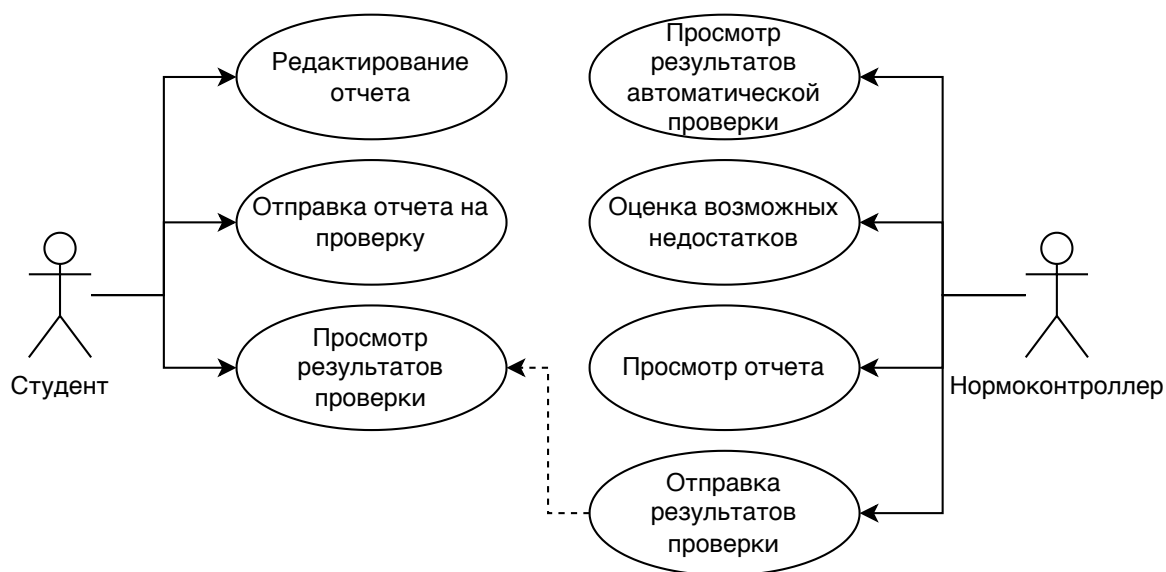 Редактирование
отчета
Просмотр
результатов
автоматической
проверки
Отправка отчета на
проверку
Оценка возможных
недостатков
Студент
Просмотр
результатов
проверки
Просмотр отчета
Нормоконтроллер
Отправка
результатов
проверки